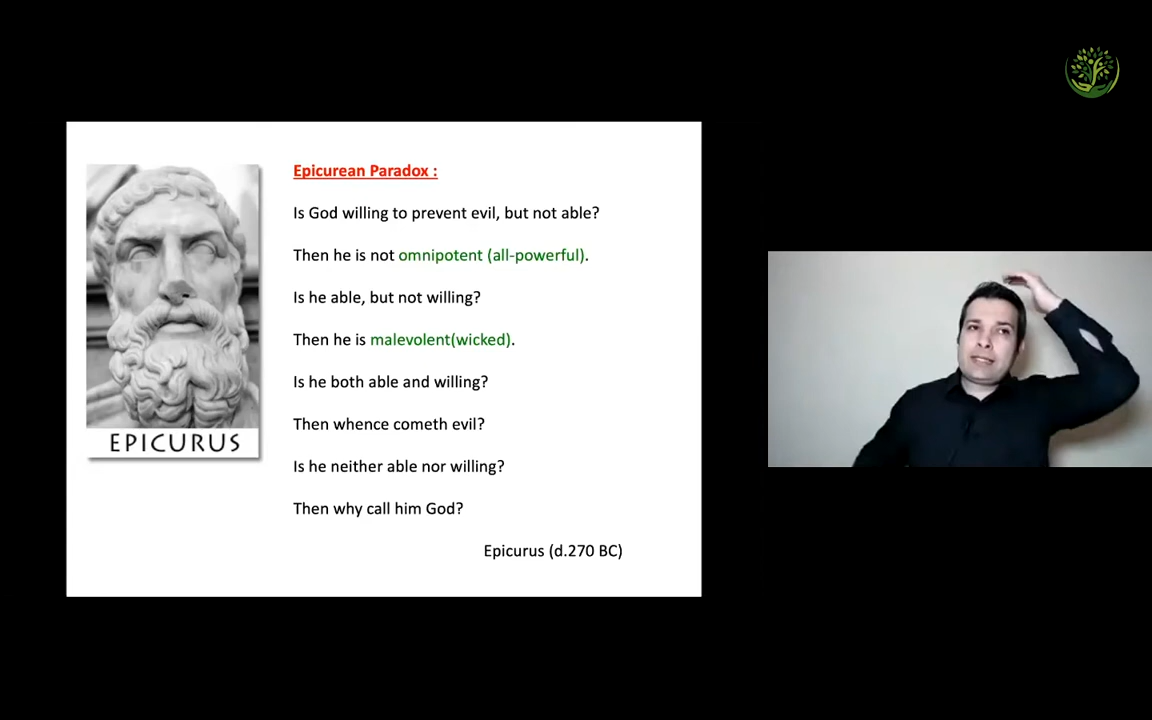 Epicurean Paradox :
Is God willing to prevent evil, but not able?
Then he is not omnipotent (all-powerful).
Is he able, but not willing?
Then he is malevolent(wicked).
Is he both able and willing?
Then whence cometh evil?
Is he neither able nor willing?
Then why call him God?
Epicurus (d.270 BC)
EPICURUS